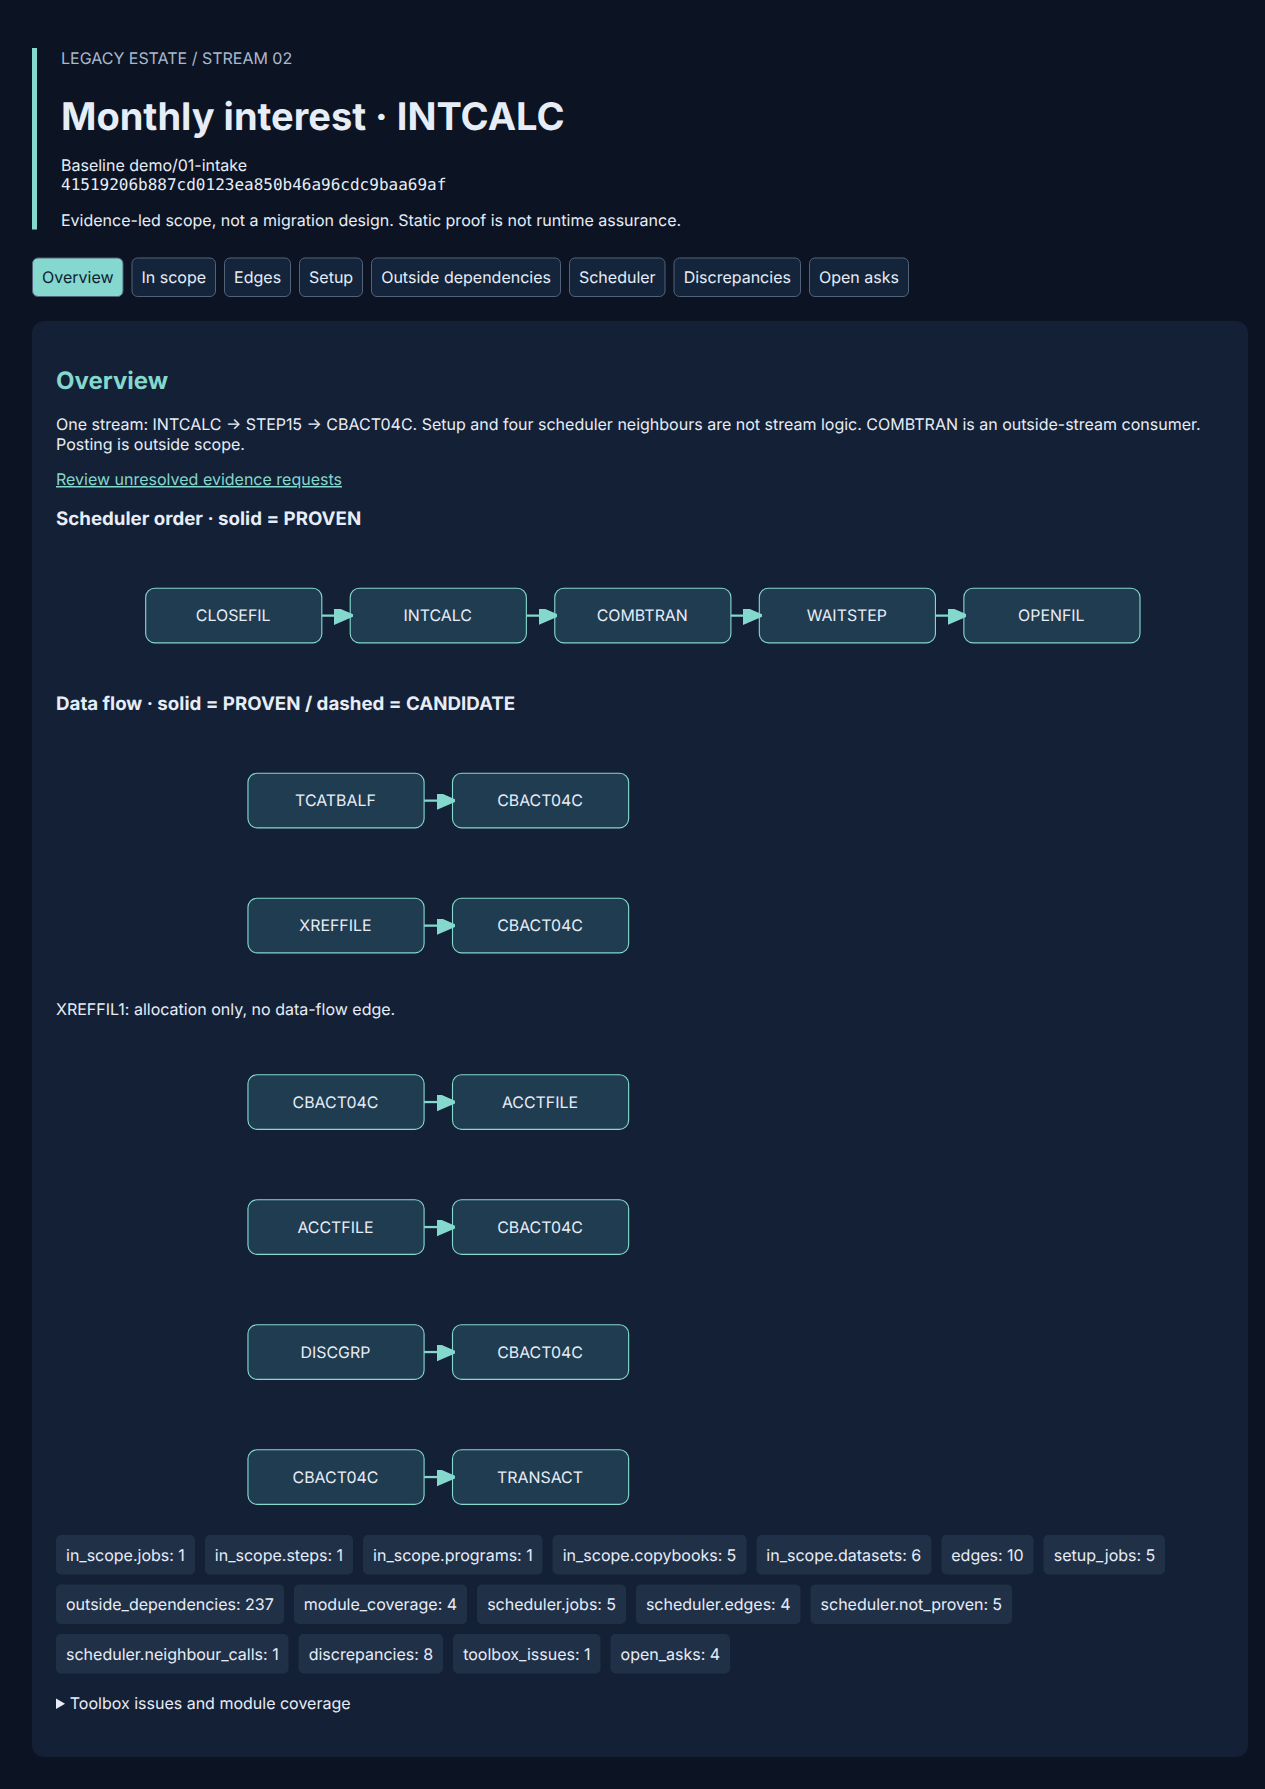 LEGACY ESTATE / STREAM 02
Monthly interest · INTCALC
Baseline demo/01-intake
41519206b887cd0123ea850b46a96cdc9baa69af
Evidence-led scope, not a migration design. Static proof is not runtime assurance.
Overview In scope Edges Setup Outside dependencies Scheduler Discrepancies Open asks
Overview
One stream: INTCALC → STEP15 → CBACT04C. Setup and four scheduler neighbours are not stream logic. COMBTRAN is an outside-stream consumer.
Posting is outside scope.
Review unresolved evidence requests
Scheduler order · solid = PROVEN
CLOSEFIL INTCALC COMBTRAN WAITSTEP OPENFIL
Data flow · solid = PROVEN / dashed = CANDIDATE
TCATBALF CBACT04C
XREFFILE CBACT04C
XREFFIL1: allocation only, no data-flow edge.
CBACT04C ACCTFILE
ACCTFILE CBACT04C
DISCGRP CBACT04C
CBACT04C TRANSACT
in_scope.jobs: 1 in_scope.steps: 1 in_scope.programs: 1 in_scope.copybooks: 5 in_scope.datasets: 6 edges: 10 setup_jobs: 5
outside_dependencies: 237 module_coverage: 4 scheduler.jobs: 5 scheduler.edges: 4 scheduler.not_proven: 5
scheduler.neighbour_calls: 1 discrepancies: 8 toolbox_issues: 1 open_asks: 4
Toolbox issues and module coverage